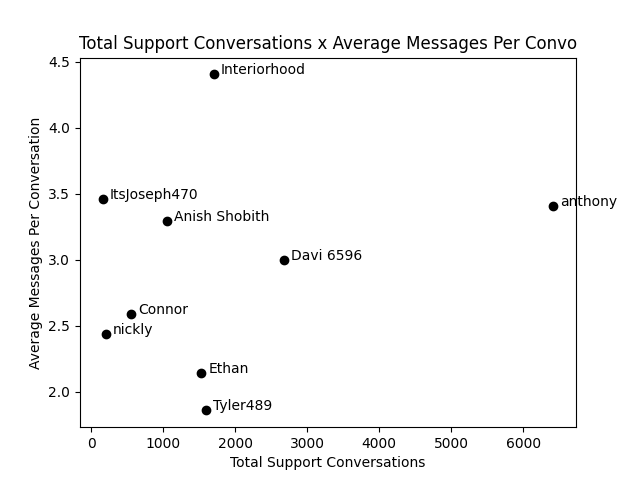 Total Support Conversations x Average Messages Per Convo
4.5
Interiorhood
4.0
3.5
ItsJoseph470
anthony
Anish Shobith
3.0
Davi 6596
Connor
2.5
nickly
Ethan
2.0
Tyler489
Average Messages Per Conversation
0 1000 2000 3000 4000 5000 6000
Total Support Conversations